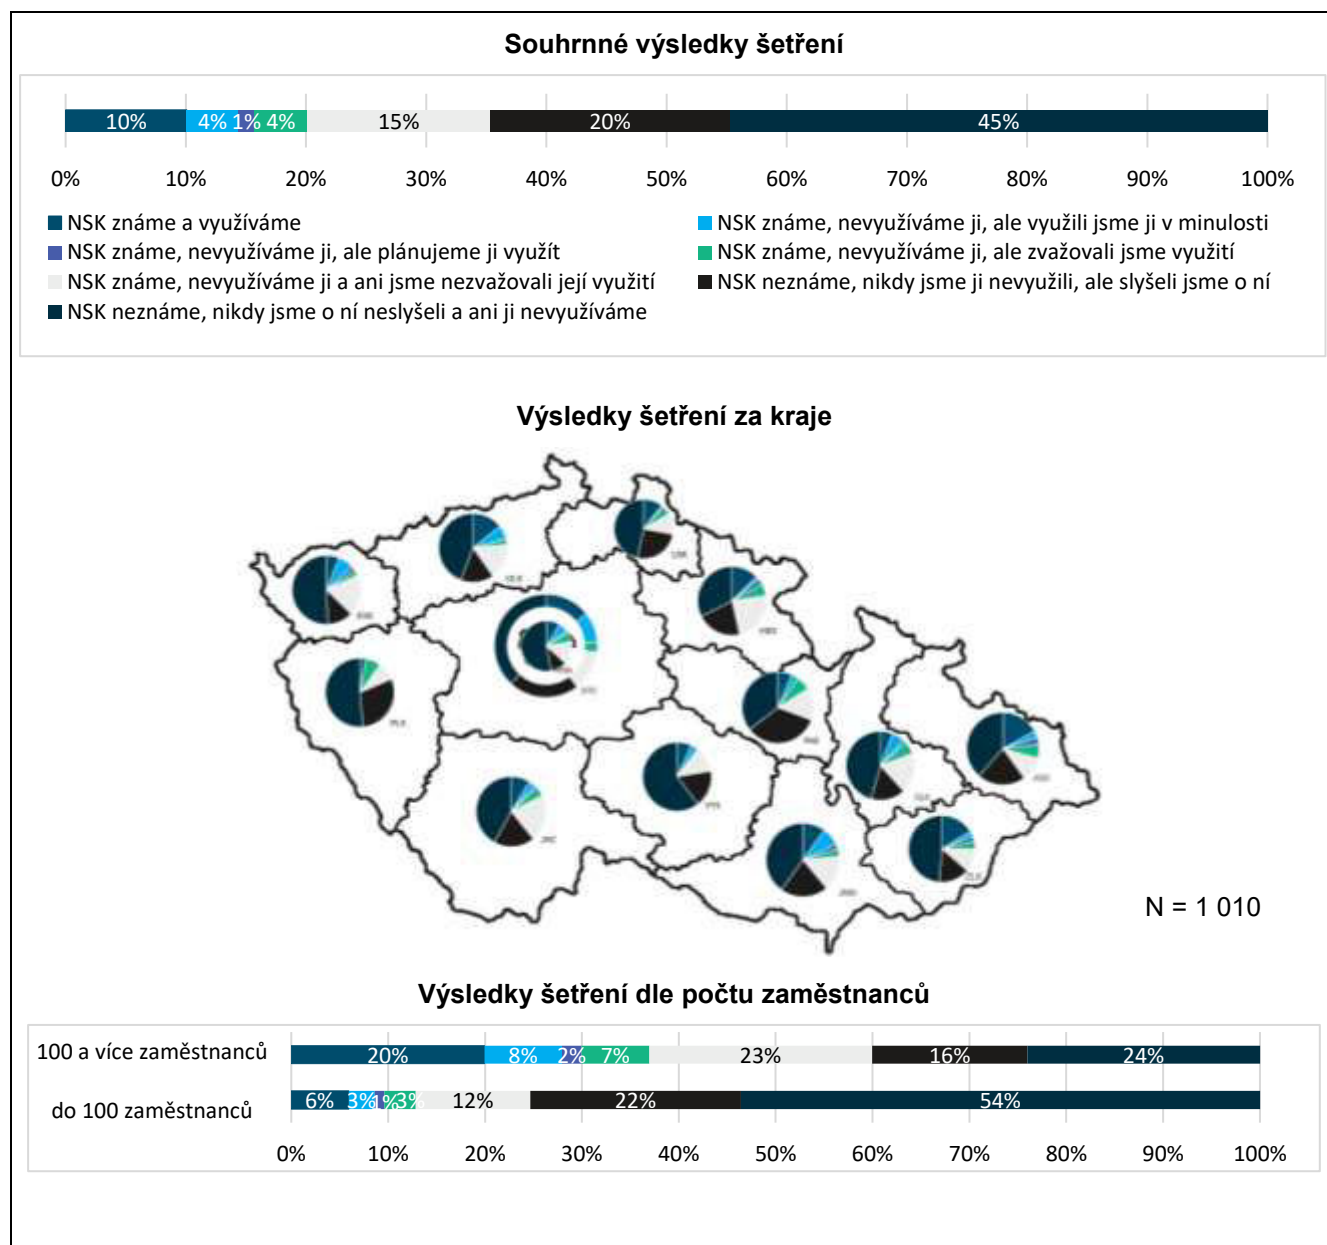 Souhrnné výsledky šetření
10% 4% 1% 4% 15% 20% 45%
0% 10% 20% 30% 40% 50% 60% 70% 80% 90% 100%
NSK známe a využíváme
NSK známe, nevyužíváme ji, ale využili jsme ji v minulosti
NSK známe, nevyužíváme ji, ale plánujeme ji využít
NSK známe, nevyužíváme ji, ale zvažovali jsme využití
NSK známe, nevyužíváme ji a ani jsme nezvažovali její využití
NSK neznáme, nikdy jsme ji nevyužili, ale slyšeli jsme o ní
NSK neznáme, nikdy jsme o ní neslyšeli a ani ji nevyužíváme
Výsledky šetření za kraje
N = 1 010
Výsledky šetření dle počtu zaměstnanců
100 a více zaměstnanců 20% 8% 2% 7% 23% 16% 24%
do 100 zaměstnanců 6% 3% 1% 3% 12% 22% 54%
0% 10% 20% 30% 40% 50% 60% 70% 80% 90% 100%